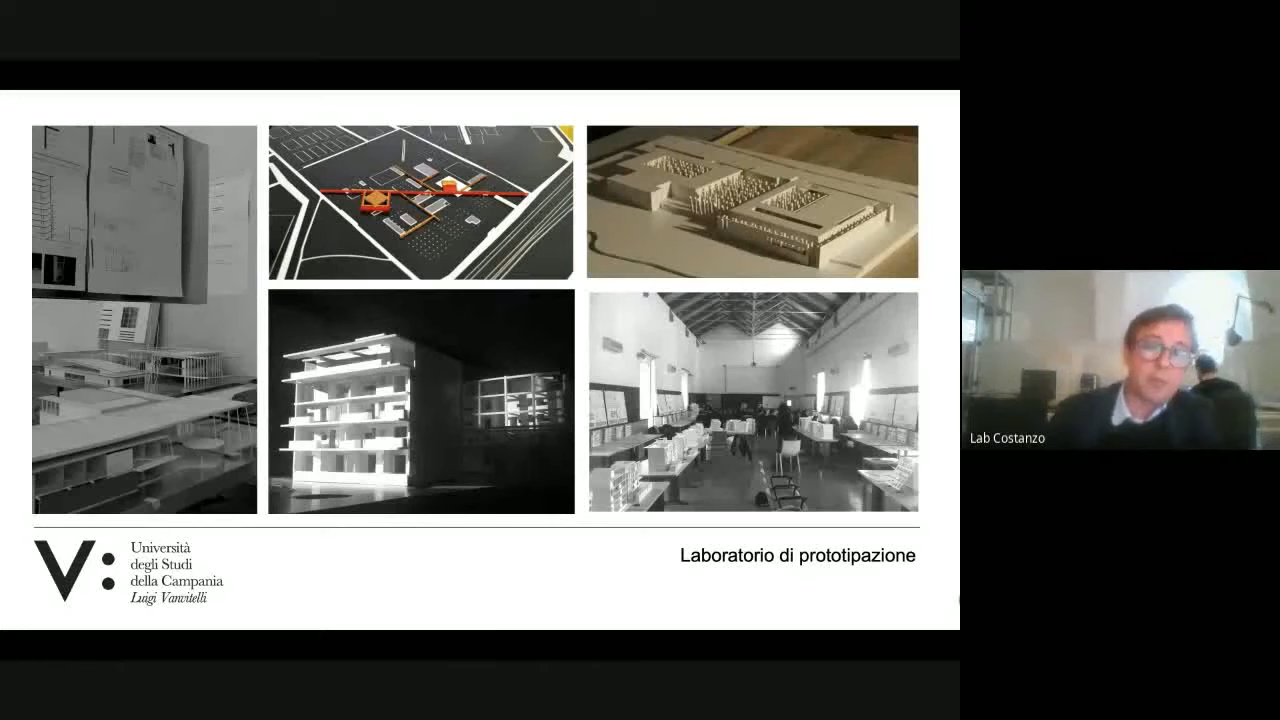 Università
degli Studi
della Campania
Luigi Vanvitelli
Laboratorio di prototipazione
Lab Costanzo